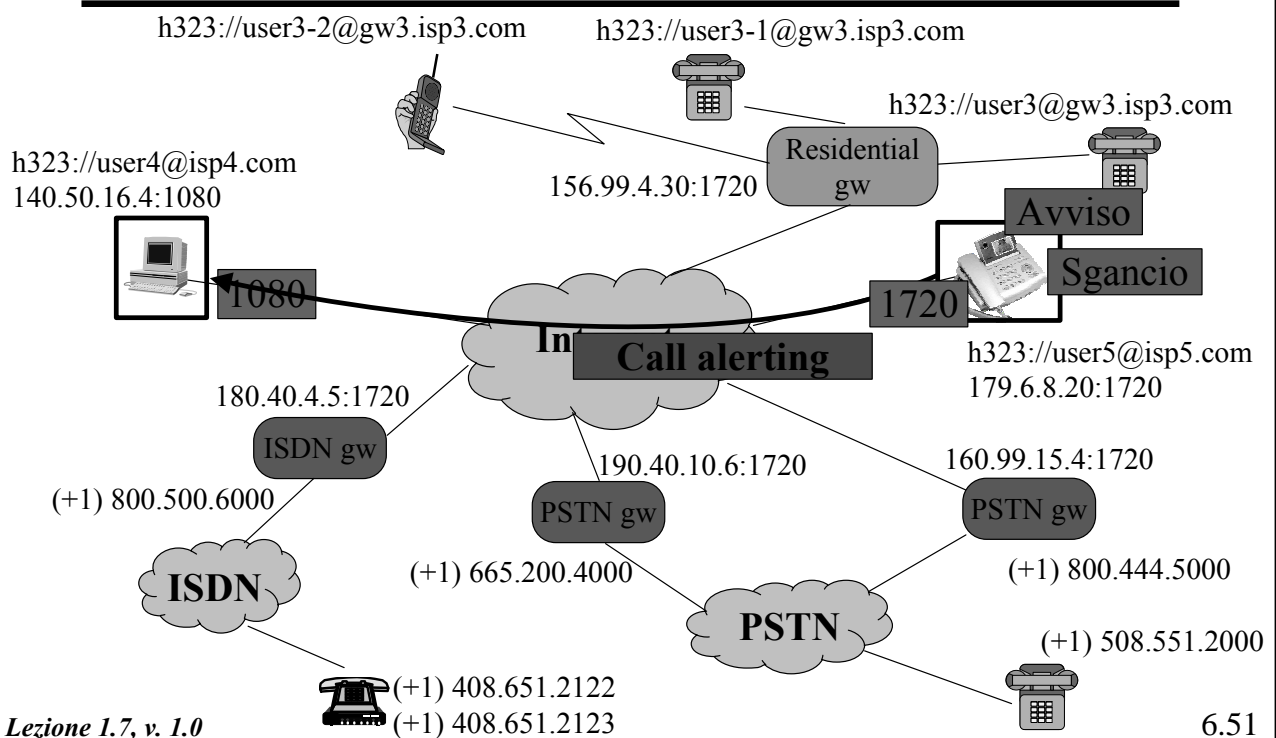 h323://user3-2@gw3.isp3.com
h323://user3-1@gw3.isp3.com
h323://user3@gw3.isp3.com
h323://user4@isp4.com
140.50.16.4:1080
Residential
gw
156.99.4.30:1720
Avviso
Sgancio
1080
1720
Call alerting
h323://user5@isp5.com
179.6.8.20:1720
180.40.4.5:1720
ISDN gw
190.40.10.6:1720
160.99.15.4:1720
(+1) 800.500.6000
PSTN gw
PSTN gw
(+1) 665.200.4000
(+1) 800.444.5000
ISDN
PSTN
(+1) 508.551.2000
(+1) 408.651.2122
(+1) 408.651.2123
Lezione 1.7, v. 1.0
6.51